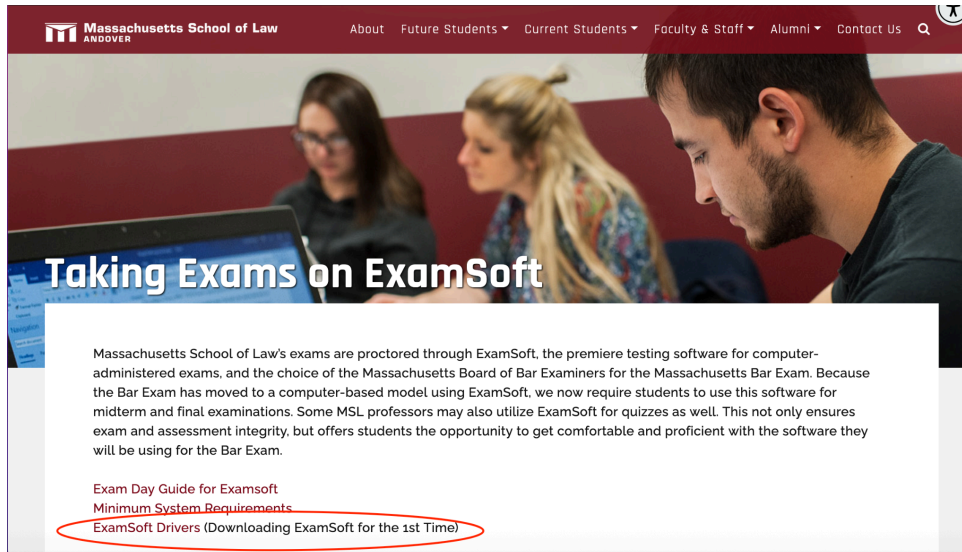 Massachusetts School of Law
ANDOVER
About Future Students Current Students Faculty & Staff Alumni Contact Us
Taking Exams on ExamSoft
Massachusetts School of Law's exams are proctored through ExamSoft, the premiere testing software for computer-
administered exams, and the choice of the Massachusetts Board of Bar Examiners for the Massachusetts Bar Exam. Because
the Bar Exam has moved to a computer-based model using ExamSoft, we now require students to use this software for
midterm and final examinations. Some MSL professors may also utilize ExamSoft for quizzes as well. This not only ensures
exam and assessment integrity, but offers students the opportunity to get comfortable and proficient with the software they
will be using for the Bar Exam.
Exam Day Guide for Examsoft
Minimum System Requirements
ExamSoft Drivers (Downloading ExamSoft for the 1st Time)